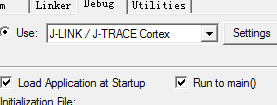 Linker Debug Utilities
Use: J-LINK / J-TRACE Cortex Settings
Load Application at Startup Run to main()
Initialization File: